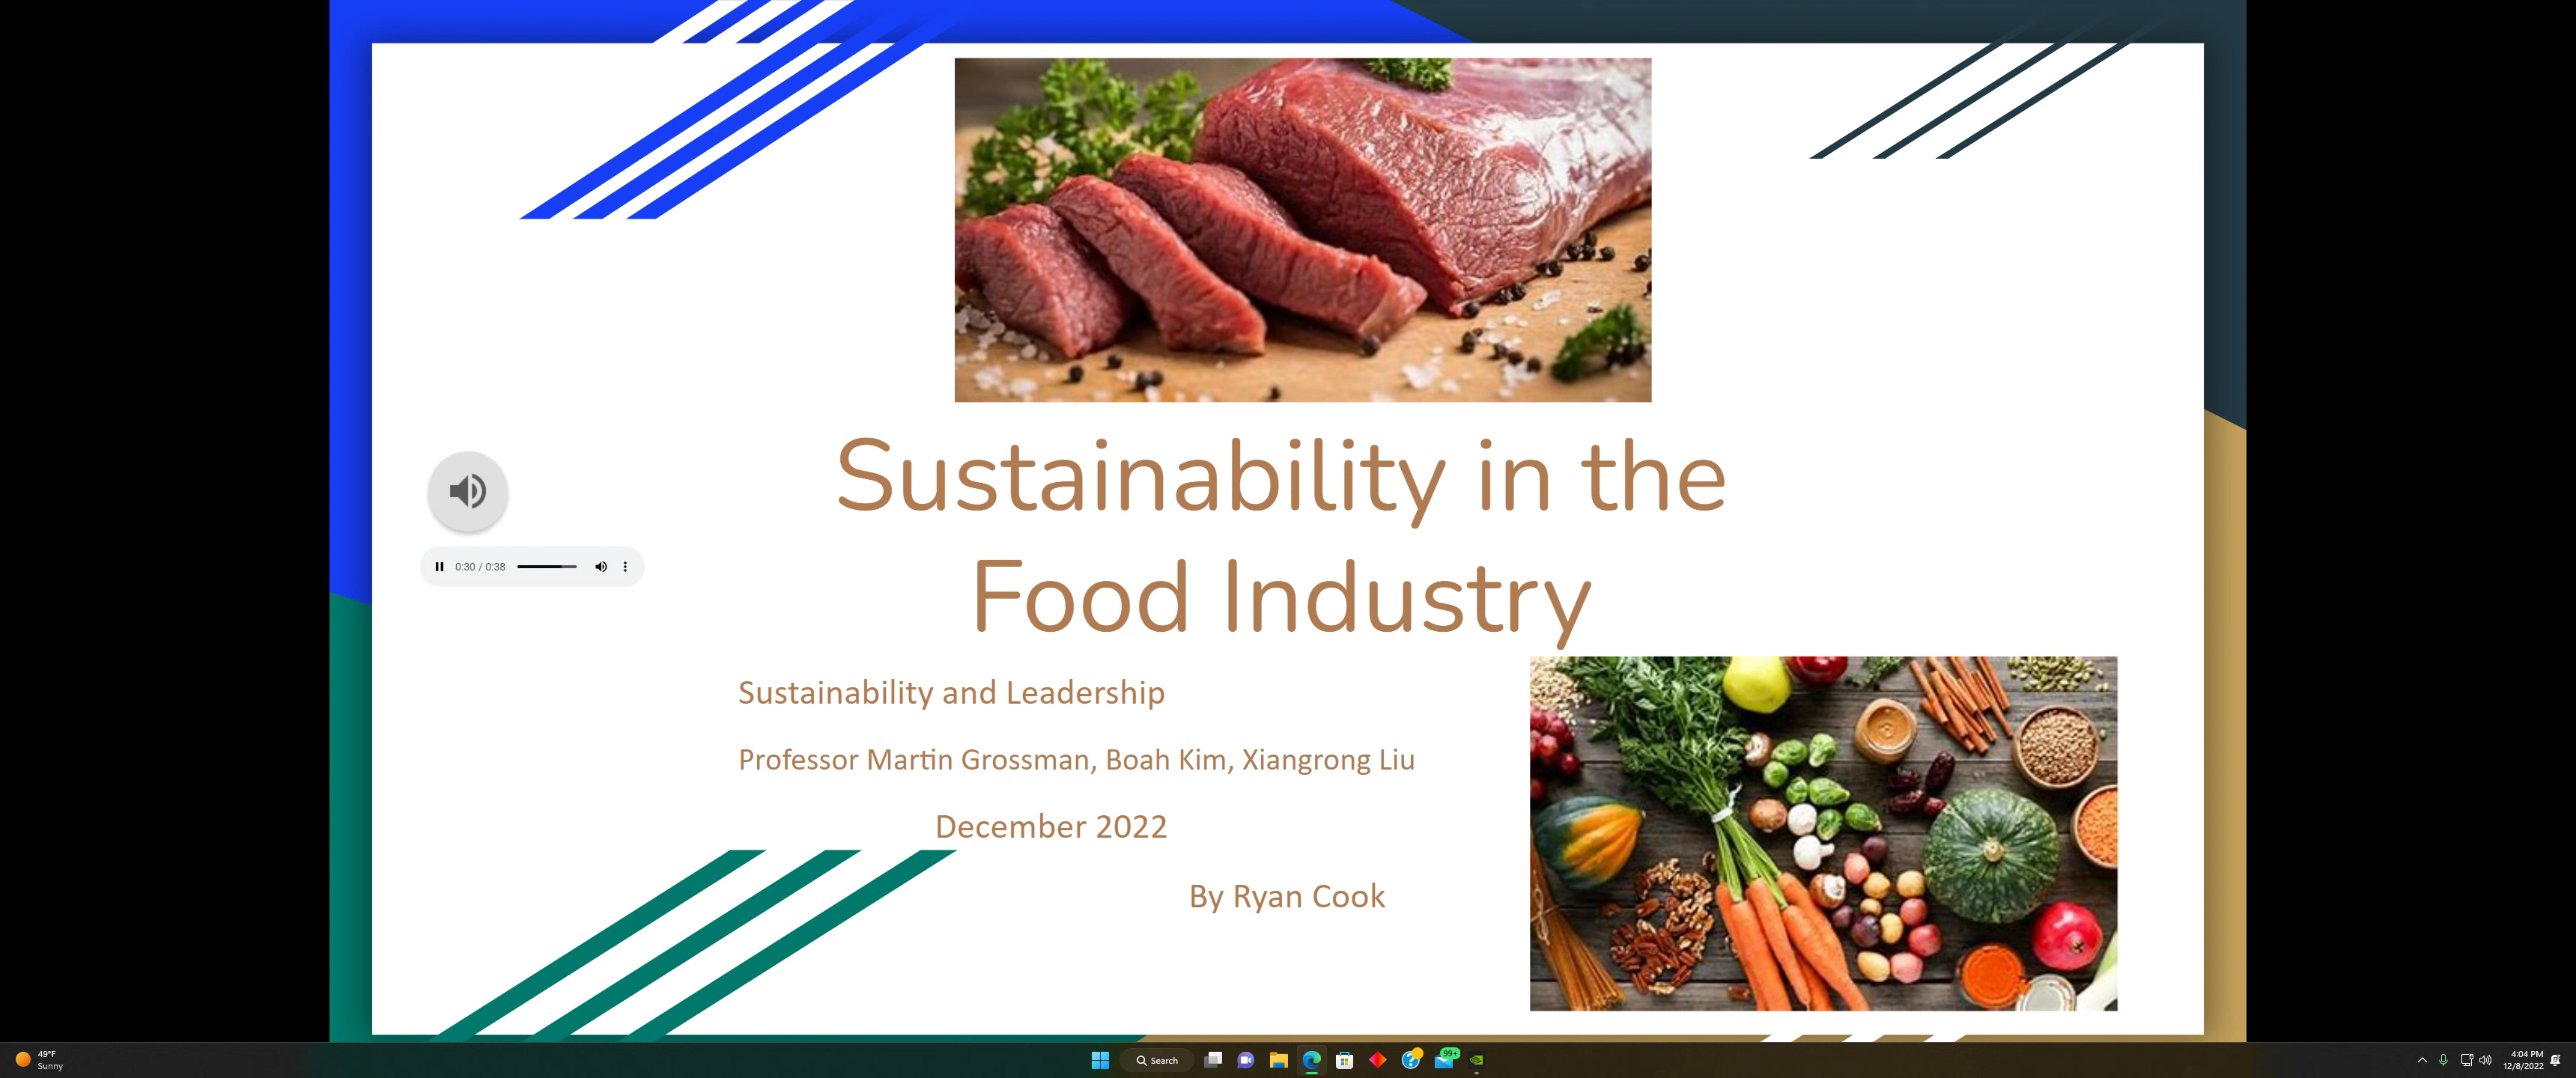 Sustainability in the
Food Industry
0:30 / 0:38
Sustainability and Leadership
Professor Martin Grossman, Boah Kim, Xiangrong Liu
December 2022
By Ryan Cook
49°F
Sunny
Search
99+
4:04 PM
12/8/2022